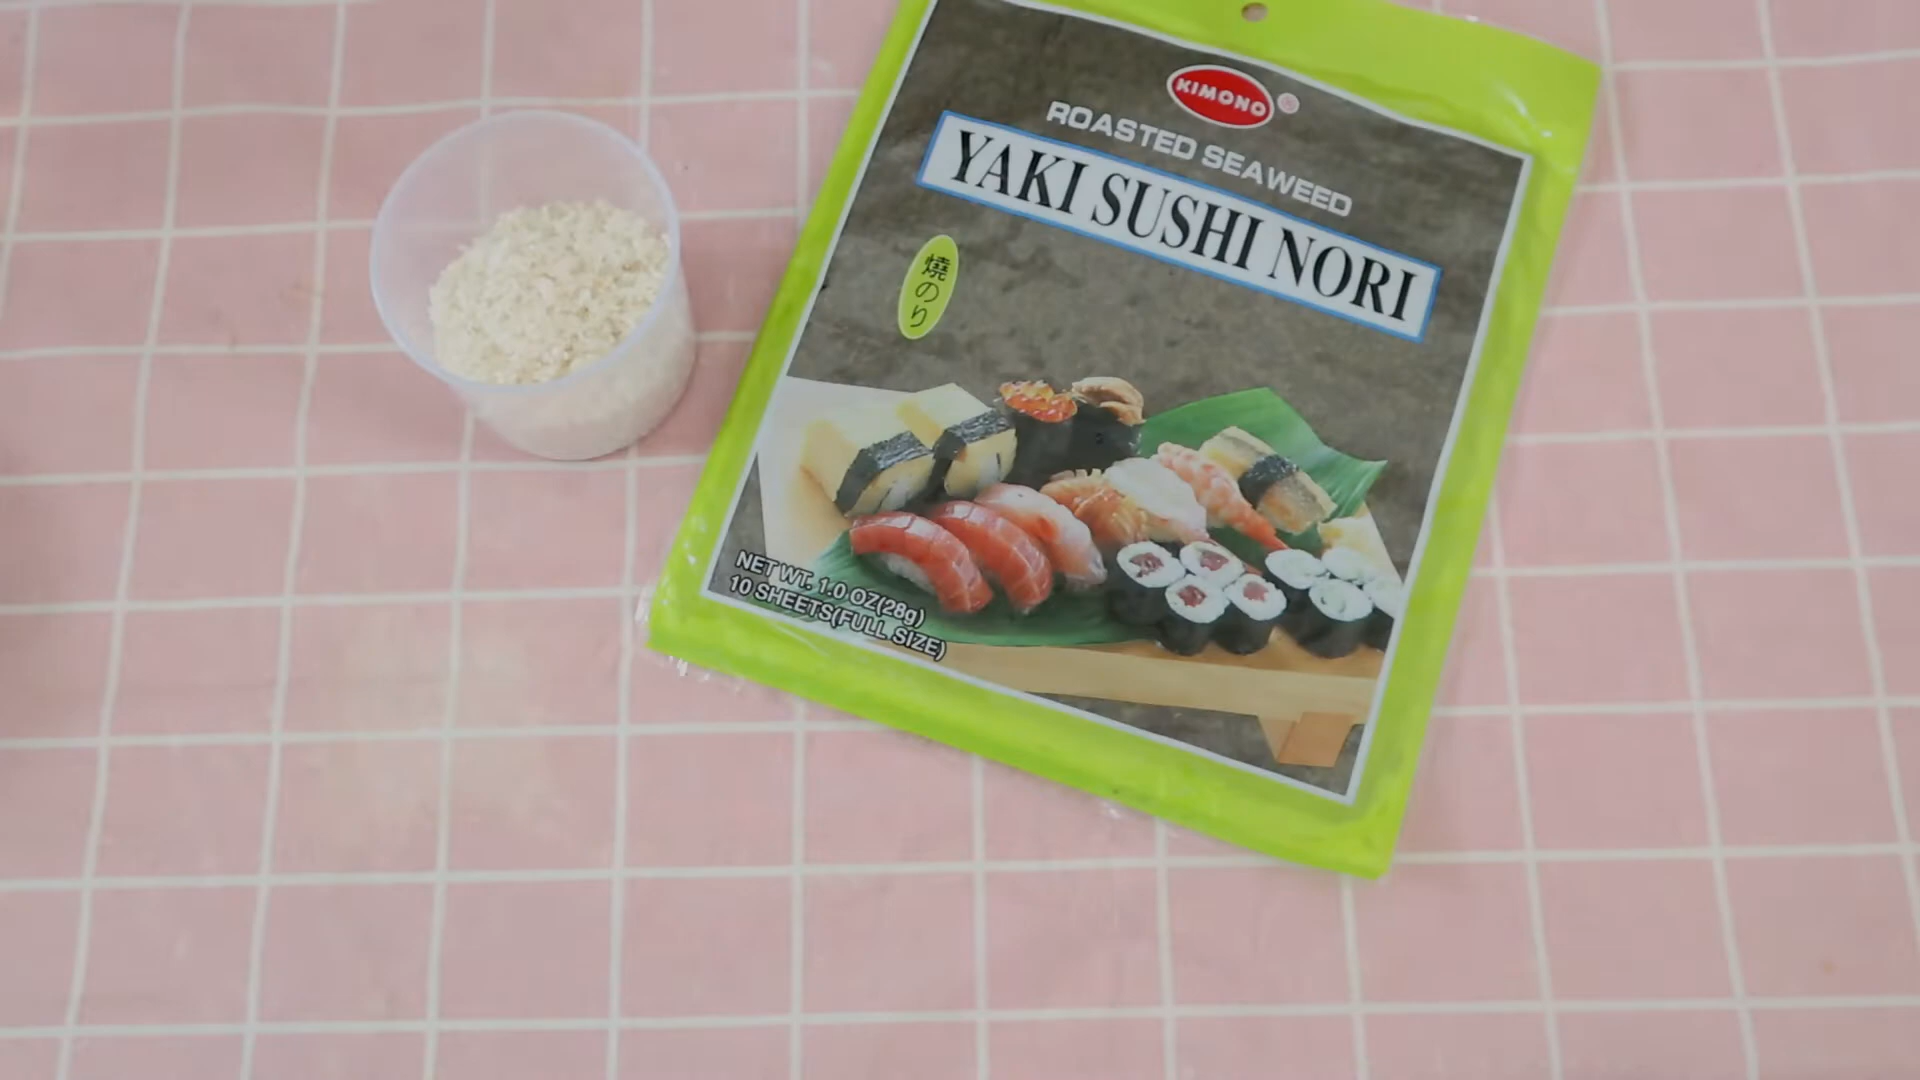 KIMONO®
ROASTED SEAWEED
YAKI SUSHI NORI
焼のり
NET WT. 1.0 OZ(28g)
10 SHEETS(FULL SIZE)